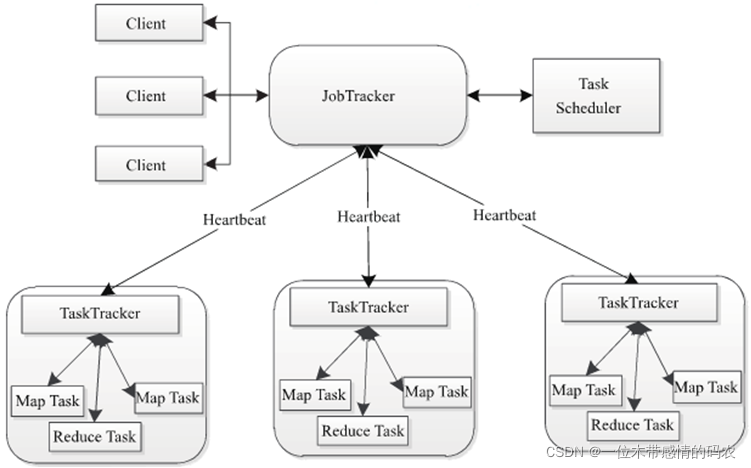 Client
Client
Client
JobTracker
Task
Scheduler
Heartbeat
Heartbeat
Heartbeat
TaskTracker
Map Task
Map Task
Reduce Task
TaskTracker
Map Task
Map Task
Reduce Task
TaskTracker
Map Task
Map Task
Reduce Task
CSDN @一位木带感情的码农